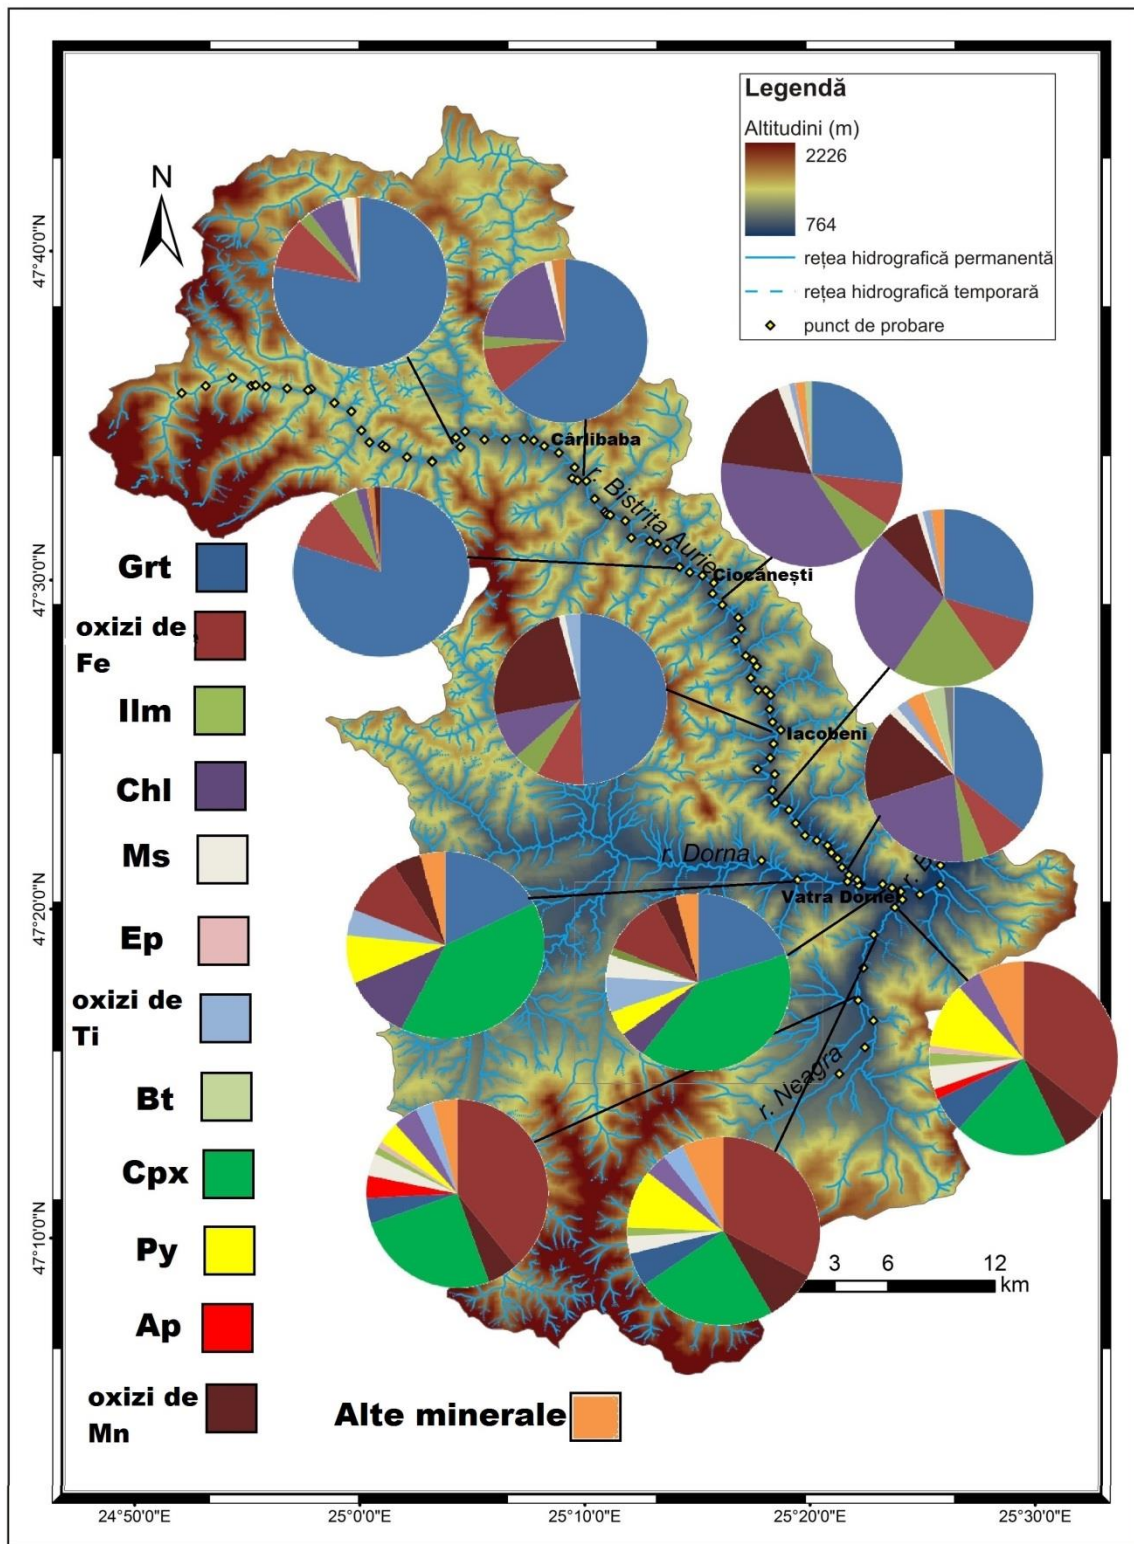 Legendă
Altitudini (m)
2226
764
rețea hidrografică permanentă
rețea hidrografică temporară
punct de probare
N
47°40'0"N
47°30'0"N
47°20'0"N
47°10'0"N
Cârlibaba
r. Bistrița Aurie
Ciocănești
Iacobeni
r. Dorna
Vatra Dornei
r. B
r. Neagra
Grt
oxizi de
Fe
Ilm
Chl
Ms
Ep
oxizi de
Ti
Bt
Cpx
Py
Ap
oxizi de
Mn
Alte minerale
3 6 12
km
24°50'0"E 25°0'0"E 25°10'0"E 25°20'0"E 25°30'0"E